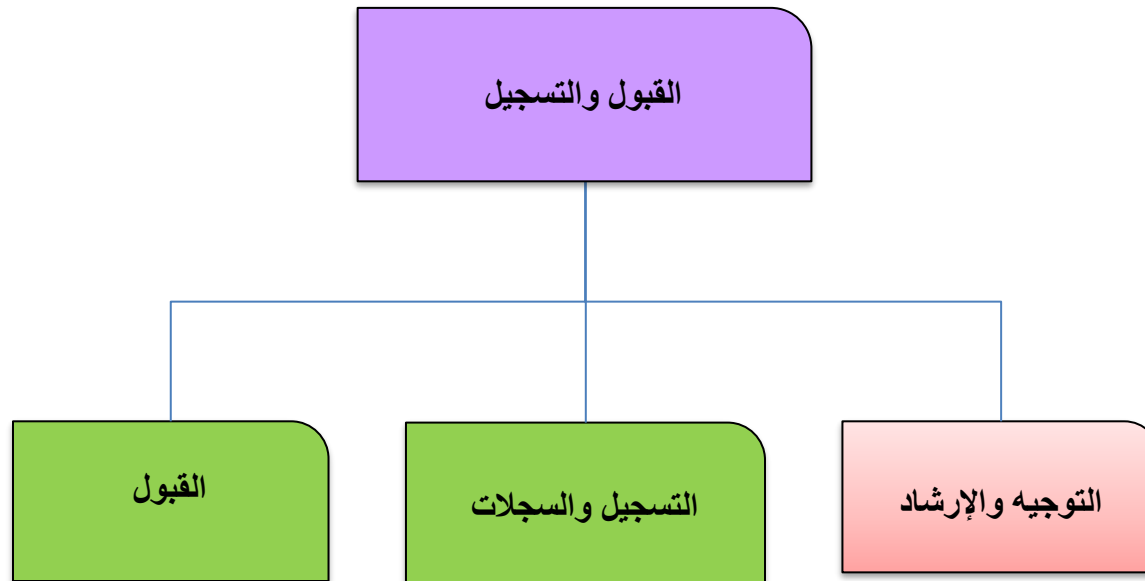 القبول والتسجيل
التوجيه والإرشاد
التسجيل والسجلات
القبول